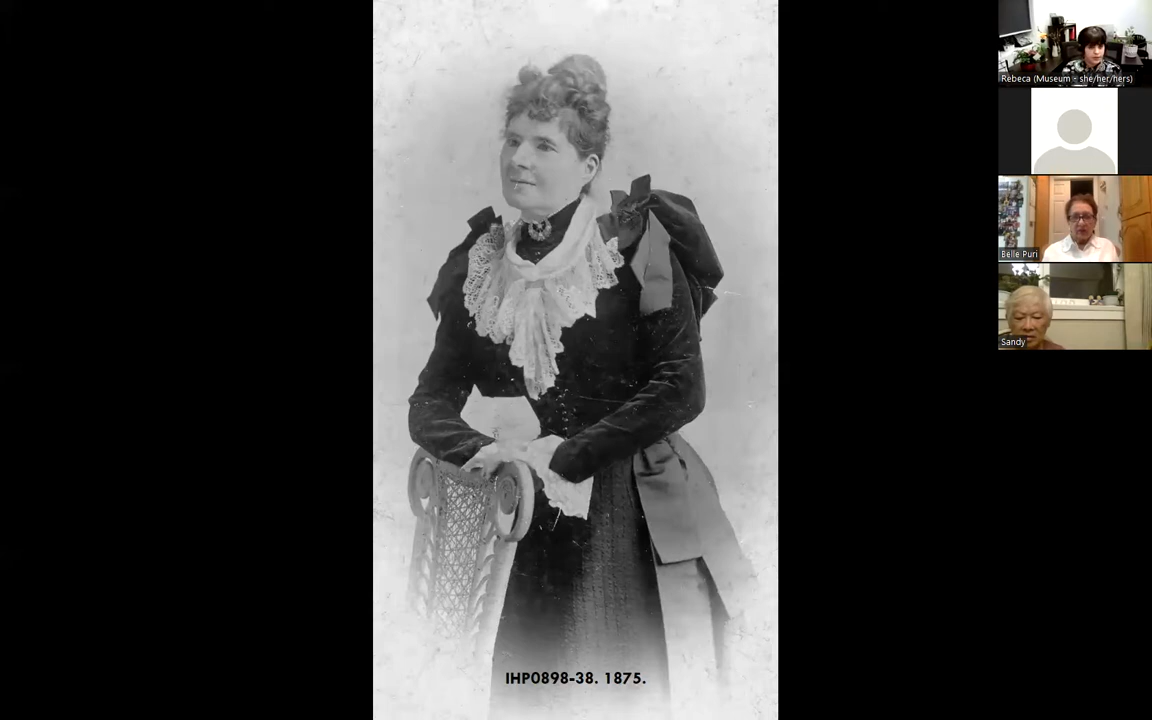 IHP0898-38. 1875.
Rebeca (Museum - she/her/hers)
Belle Puri
Sandy